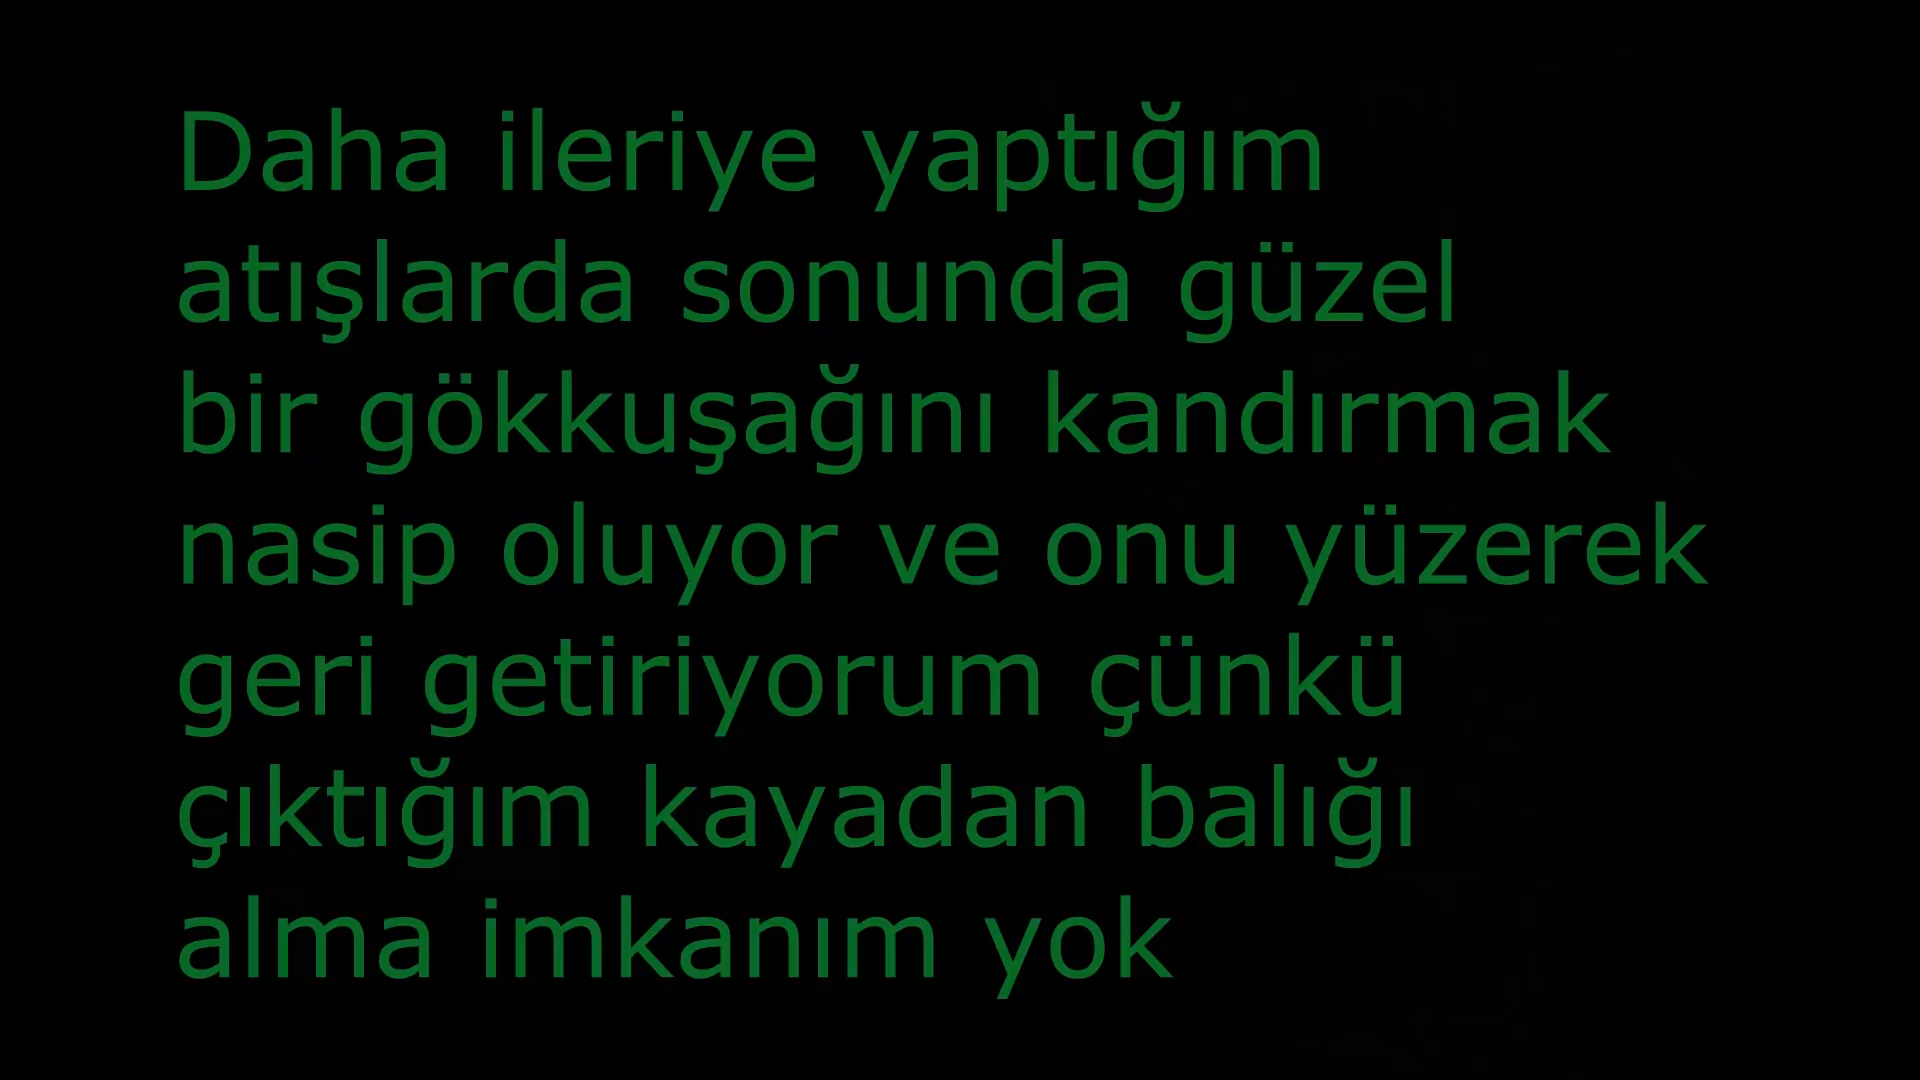 Daha ileriye yaptığım
atışlarda sonunda güzel
bir gökkuşağını kandırmak
nasip oluyor ve onu yüzerek
geri getiriyorum çünkü
çıktığım kayadan balığı
alma imkanım yok